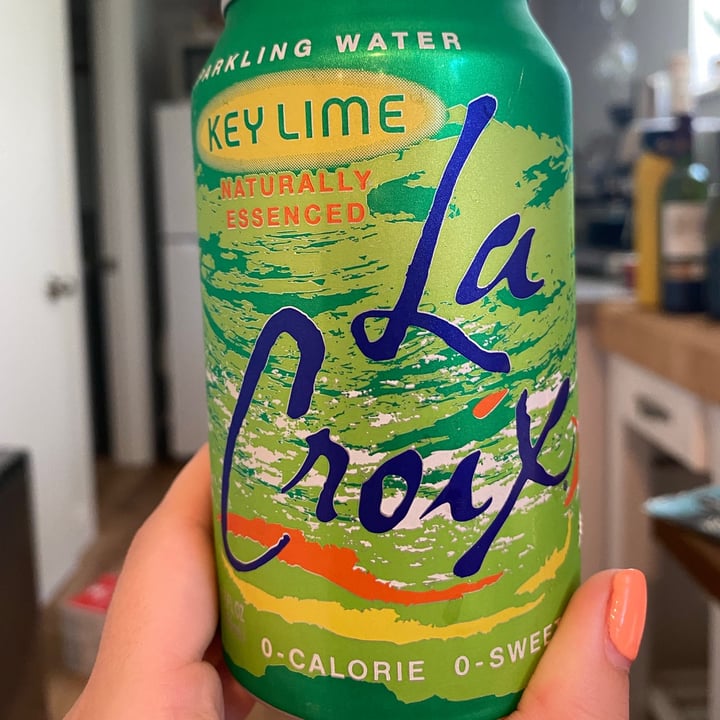 PARKLING WATER
KEY LIME
NATURALLY
ESSENCED
La
Croix
0-CALORIE 0-SWEE